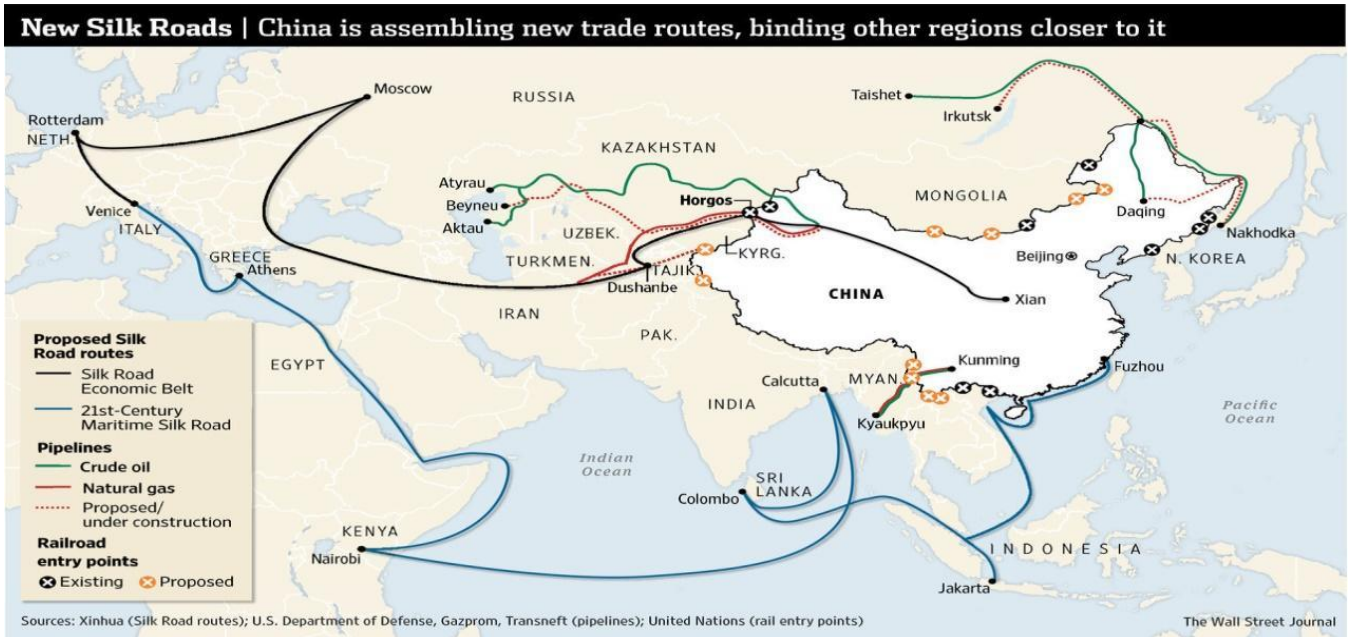 New Silk Roads | China is assembling new trade routes, binding other regions closer to it
Moscow
RUSSIA
Taishet
Irkutsk
Rotterdam
NETH.
KAZAKHSTAN
Atyrau
Beyneu
Aktau
Horgos
MONGOLIA
Daqing
Nakhodka
Venice
ITALY
UZBEK.
TURKMEN.
KYRG.
TAJIK.
Dushanbe
Beijing
N. KOREA
GREECE
Athens
CHINA
Xian
IRAN
PAK.
EGYPT
Calcutta
MYAN.
Kunming
Fuzhou
INDIA
Kyaukpyu
Pacific
Ocean
Indian
Ocean
SRI
LANKA
Colombo
KENYA
Nairobi
INDONESIA
Jakarta
Proposed Silk
Road routes
Silk Road
Economic Belt
21st-Century
Maritime Silk Road
Pipelines
Crude oil
Natural gas
Proposed/
under construction
Railroad
entry points
Existing Proposed
Sources: Xinhua (Silk Road routes); U.S. Department of Defense, Gazprom, Transneft (pipelines); United Nations (rail entry points)
The Wall Street Journal